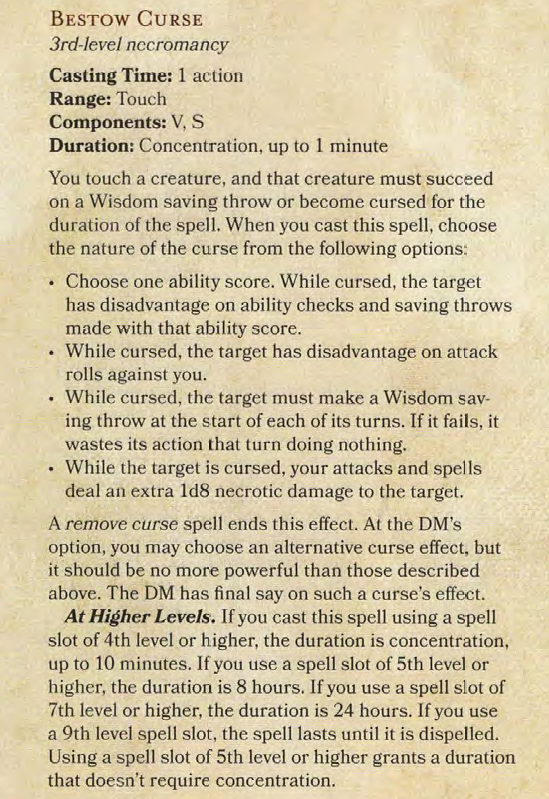 BESTOW CURSE
3rd-level necromancy
Casting Time: 1 action
Range: Touch
Components: V, S
Duration: Concentration, up to 1 minute
You touch a creature, and that creature must succeed
on a Wisdom saving throw or become cursed for the
duration of the spell. When you cast this spell, choose
the nature of the curse from the following options:
• Choose one ability score. While cursed, the target
has disadvantage on ability checks and saving throws
made with that ability score.
• While cursed, the target has disadvantage on attack
rolls against you.
• While cursed, the target must make a Wisdom sav-
ing throw at the start of each of its turns. If it fails, it
wastes its action that turn doing nothing.
• While the target is cursed, your attacks and spells
deal an extra 1d8 necrotic damage to the target.
A remove curse spell ends this effect. At the DM's
option, you may choose an alternative curse effect, but
it should be no more powerful than those described
above. The DM has final say on such a curse's effect.
At Higher Levels. If you cast this spell using a spell
slot of 4th level or higher, the duration is concentration,
up to 10 minutes. If you use a spell slot of 5th level or
higher, the duration is 8 hours. If you use a spell slot of
7th level or higher, the duration is 24 hours. If you use
a 9th level spell slot, the spell lasts until it is dispelled.
Using a spell slot of 5th level or higher grants a duration
that doesn't require concentration.